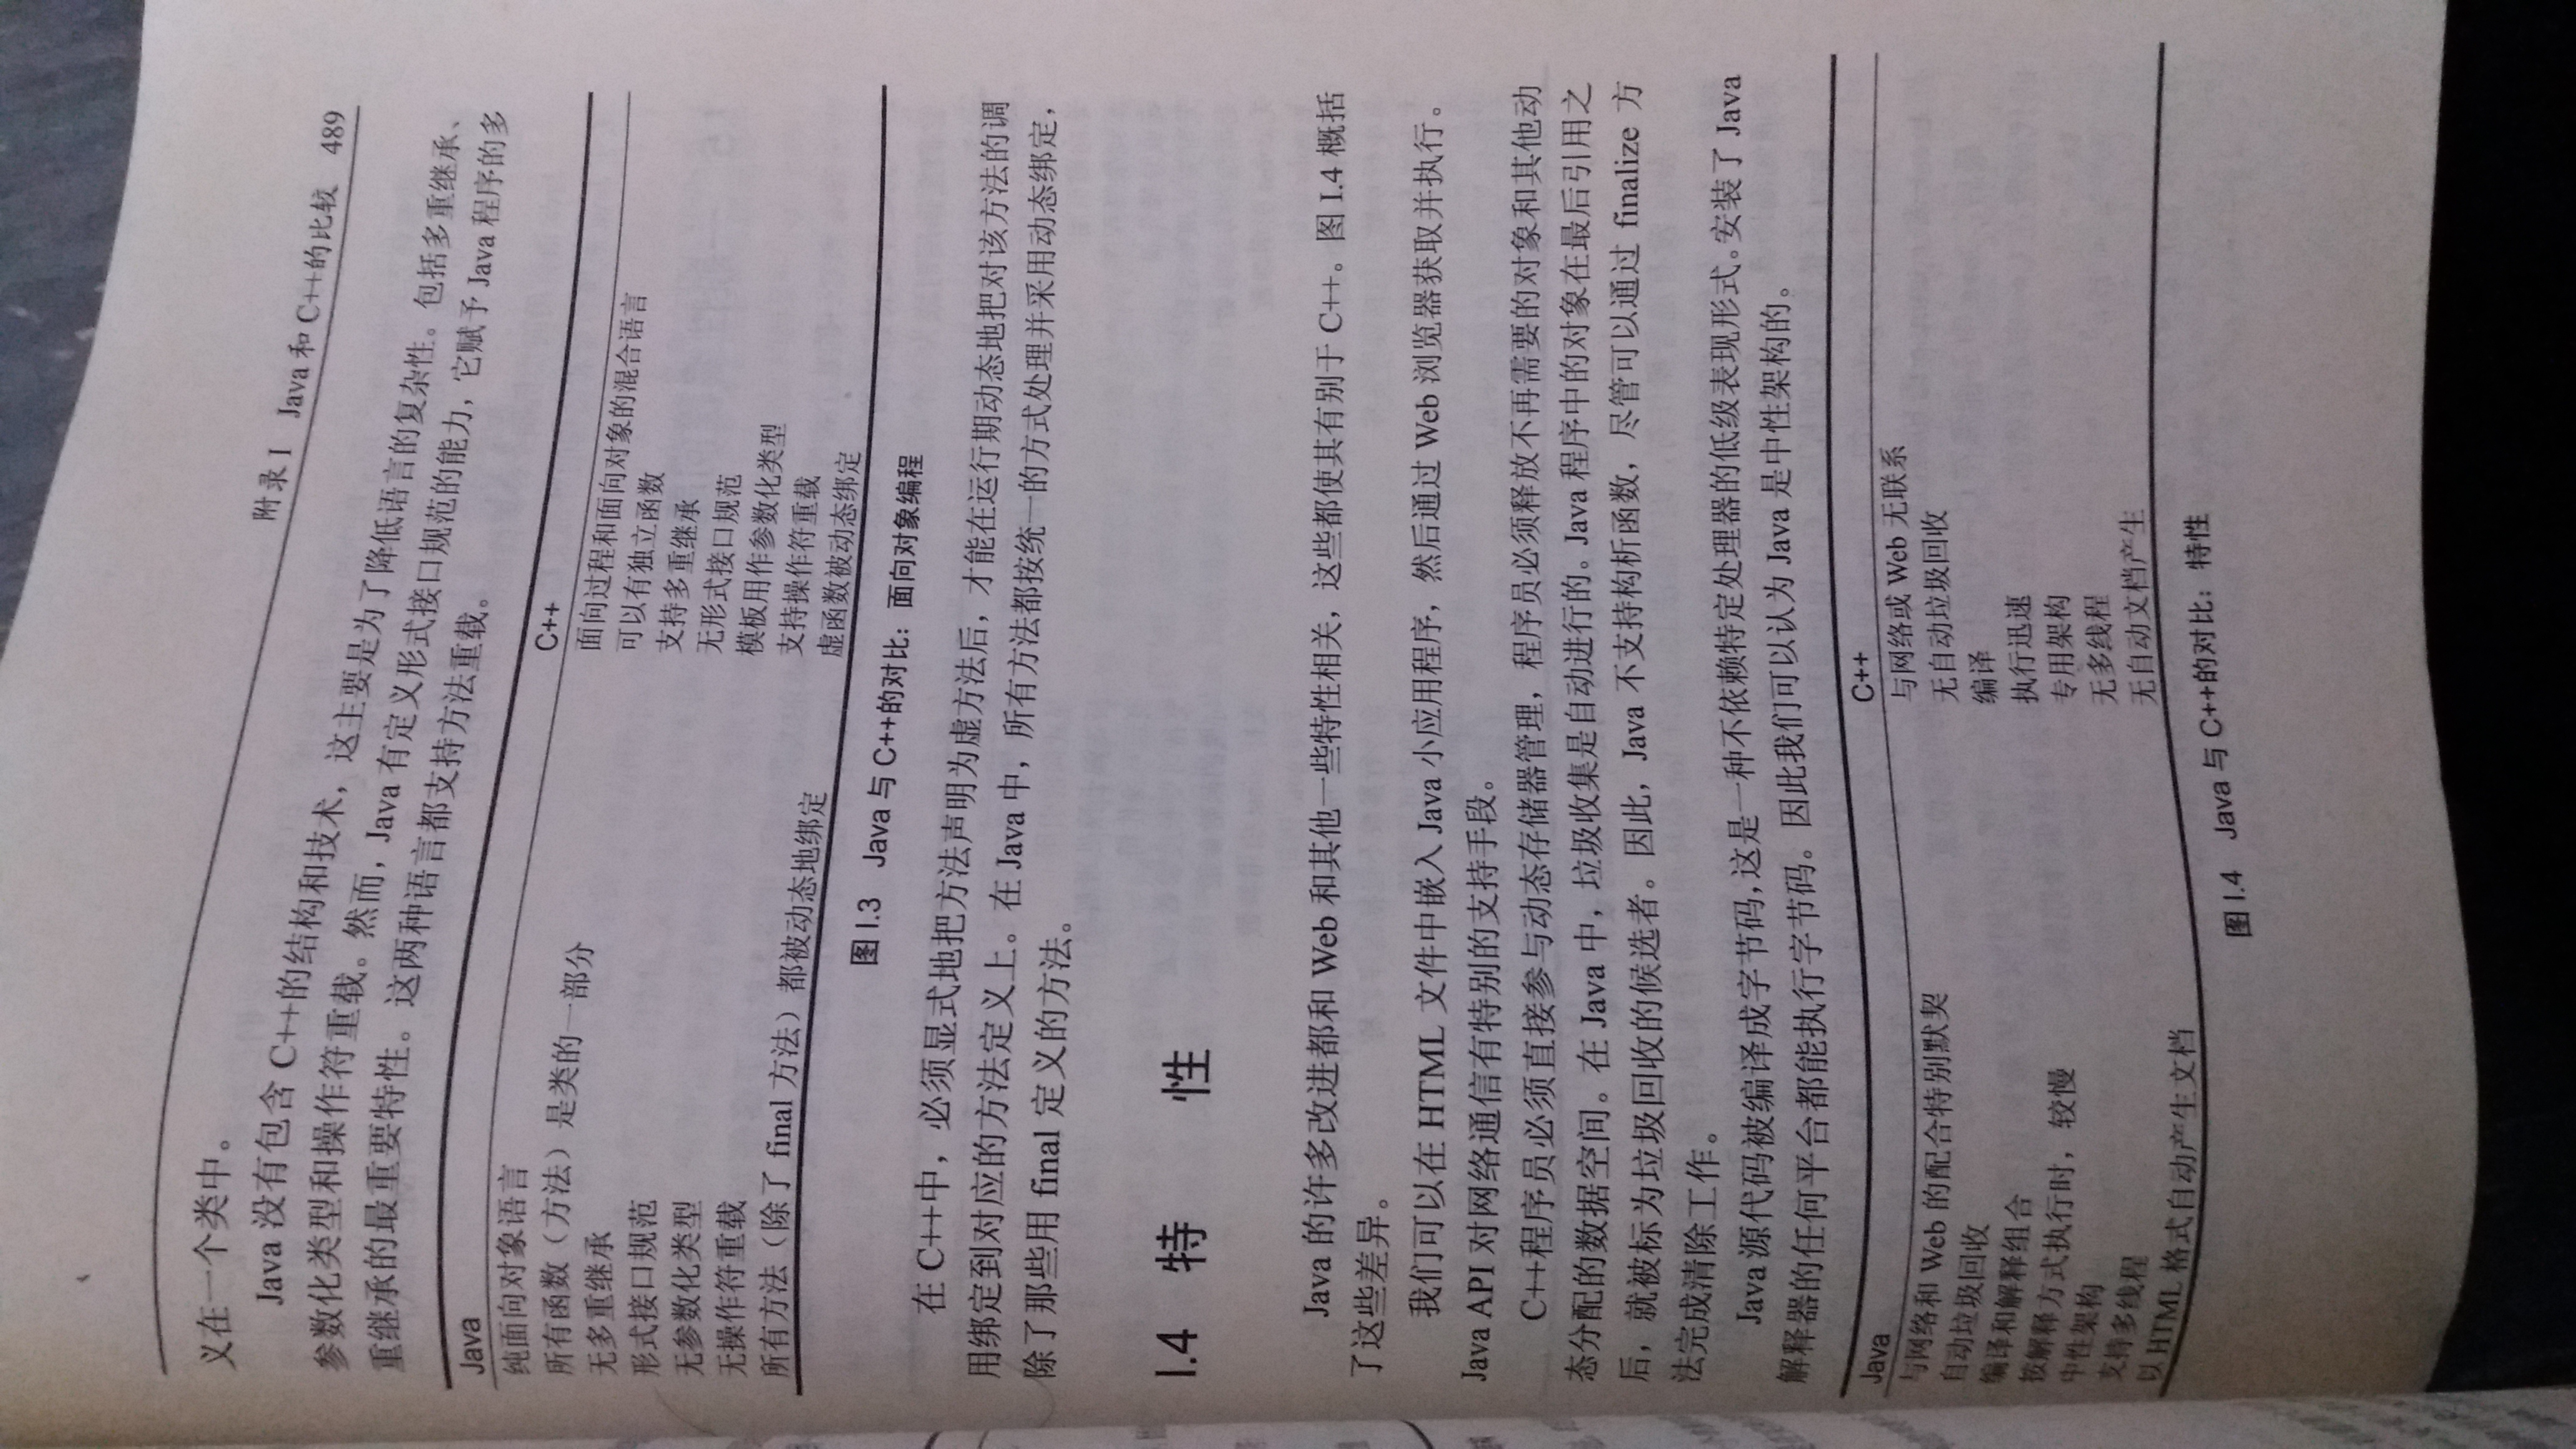 附录 I Java 和 C++的比较 489
义在一个类中。
Java 没有包含 C++的结构和技术，这主要是为了降低语言的复杂性。包括多重继承、
参数化类型和操作符重载。然而，Java 有定义形式接口规范的能力，它赋予 Java 程序的多
重继承的最重要特性。这两种语言都支持方法重载。
Java C++
纯面向对象语言 面向过程和面向对象的混合语言
所有函数（方法）是类的一部分 可以有独立函数
无多重继承 支持多重继承
形式接口规范 无形式接口规范
无参数化类型 模板用作参数化类型
无操作符重载 支持操作符重载
所有方法（除了 final 方法）都被动态地绑定 虚函数被动态绑定
图 I.3 Java 与 C++的对比：面向对象编程
在 C++中，必须显式地把方法声明为虚方法后，才能在运行期动态地把对该方法的调
用绑定到对应的方法定义上。在 Java 中，所有方法都按统一的方式处理并采用动态绑定，
除了那些用 final 定义的方法。
I.4 特 性
Java 的许多改进都和 Web 和其他一些特性相关，这些都使其有别于 C++。图 I.4 概括
了这些差异。
我们可以在 HTML 文件中嵌入 Java 小应用程序，然后通过 Web 浏览器获取并执行。
Java API 对网络通信有特别的支持手段。
C++程序员必须直接参与动态存储器管理，程序员必须释放不再需要的对象和其他动
态分配的数据空间。在 Java 中，垃圾收集是自动进行的。Java 程序中的对象在最后引用之
后，就被标为垃圾回收的候选者。因此，Java 不支持构析函数，尽管可以通过 finalize 方
法完成清除工作。
Java 源代码被编译成字节码，这是一种不依赖特定处理器的低级表现形式。安装了 Java
解释器的任何平台都能执行字节码。因此我们可以认为 Java 是中性架构的。
Java C++
与网络和 Web 的配合特别默契 与网络或 Web 无联系
自动垃圾回收 无自动垃圾回收
编译和解释组合 编译
按解释方式执行时，较慢 执行迅速
中性架构 专用架构
支持多线程 无多线程
以 HTML 格式自动产生文档 无自动文档产生
图 I.4 Java 与 C++的对比：特性